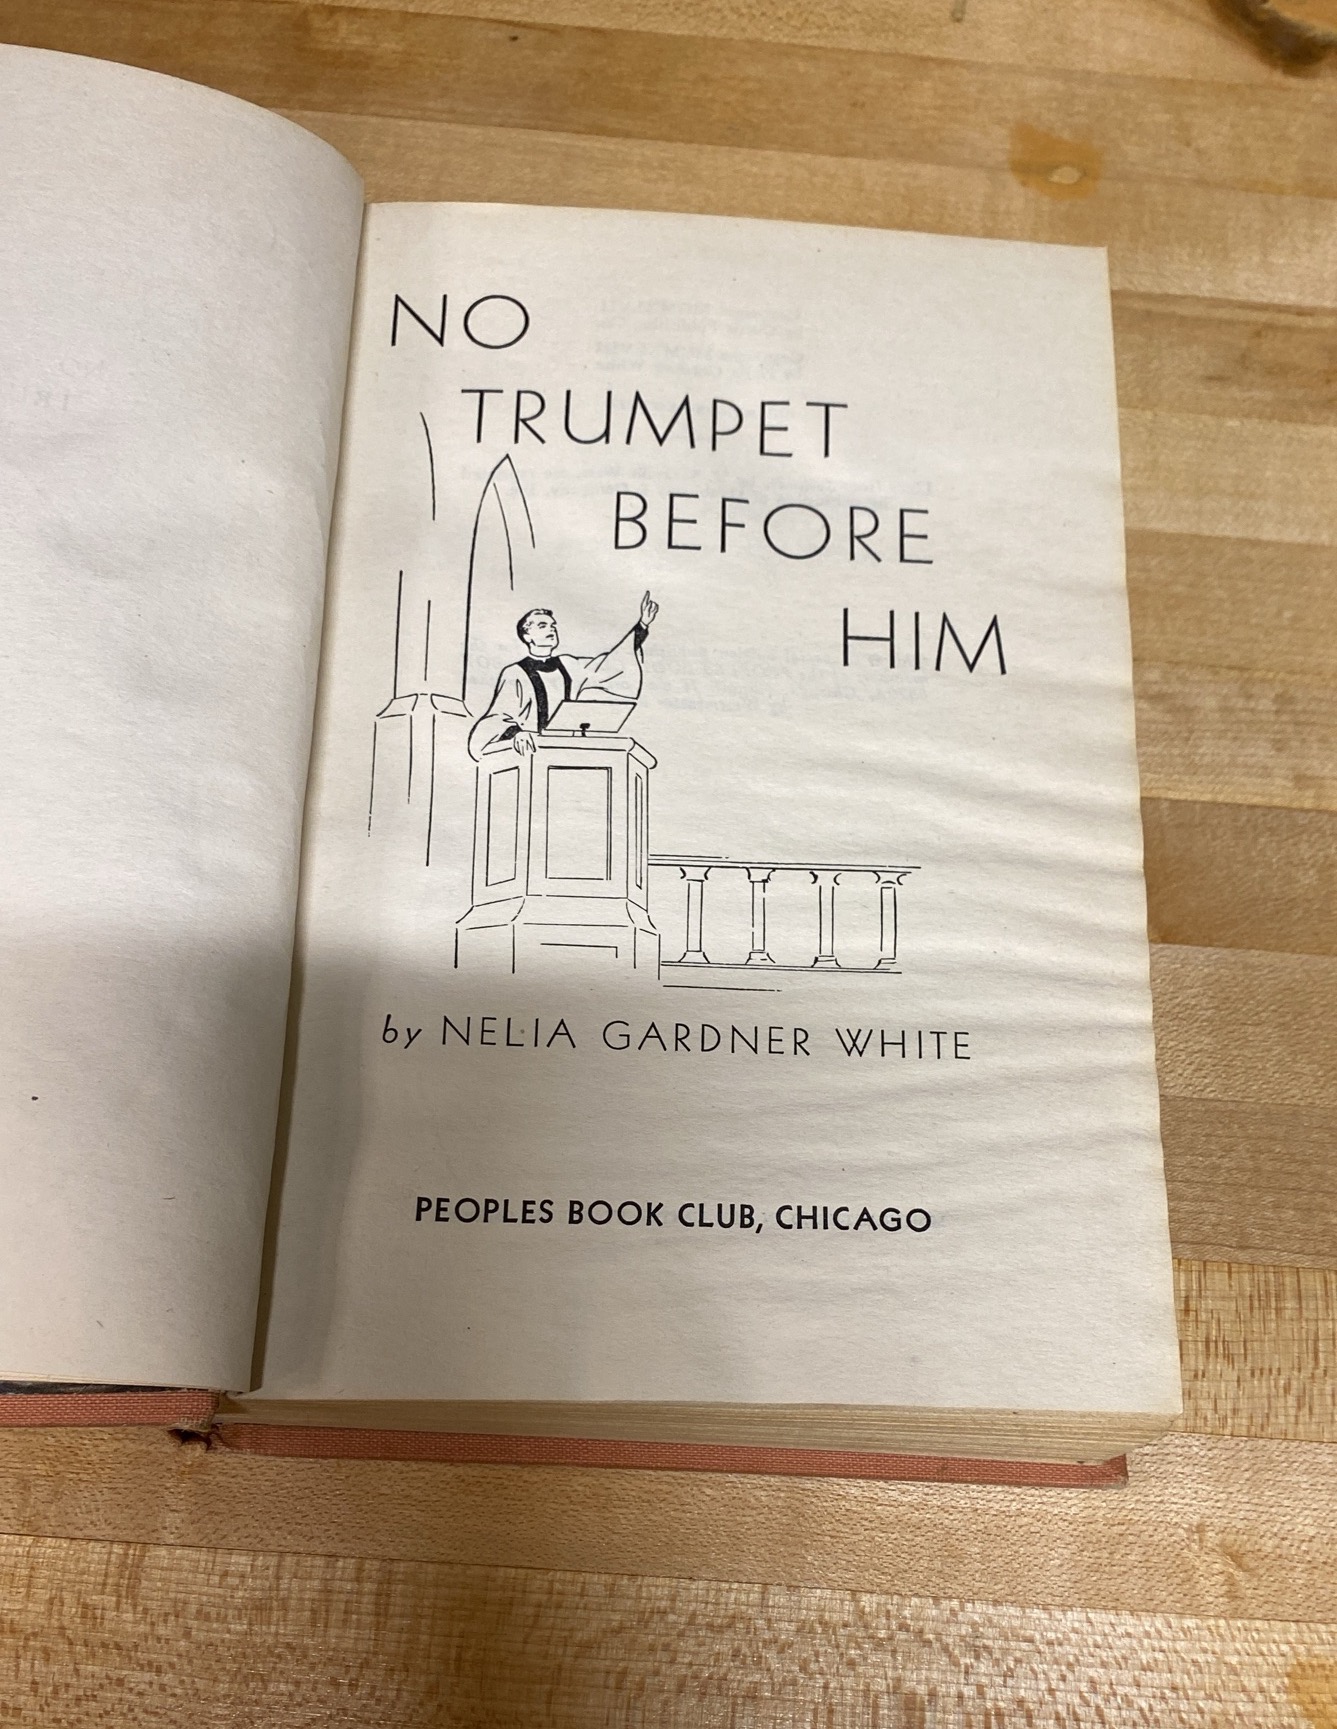 NO
TRUMPET
BEFORE
HIM
by NELIA GARDNER WHITE
PEOPLES BOOK CLUB, CHICAGO